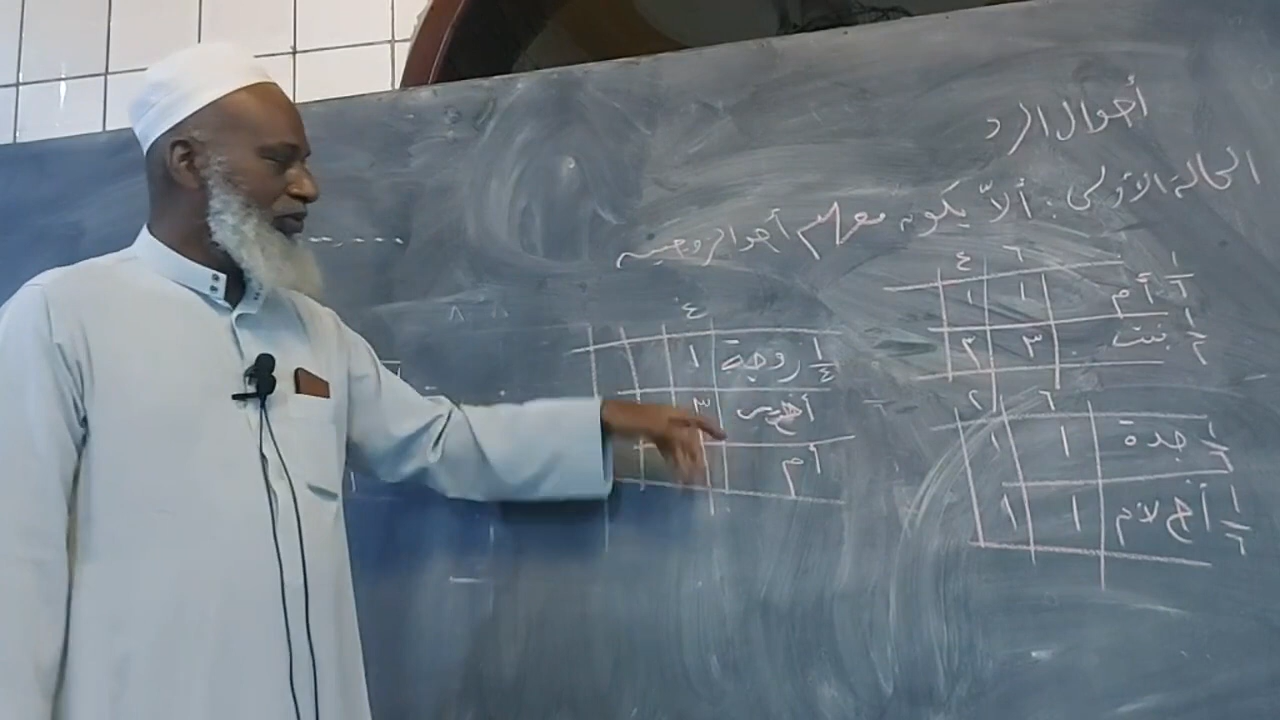 أحوال الرد
الحالة الأولى: ألاّ يكون معهم أحد الزوجين
٦ ٤
١/٦ أم ١ ١
١/٢ بنت ٣ ٣
٦ ٢
١/٦ جدة ١ ١
١/٦ أخ لأم ١ ١
٤
١/٤ زوجة ١
٣
أم